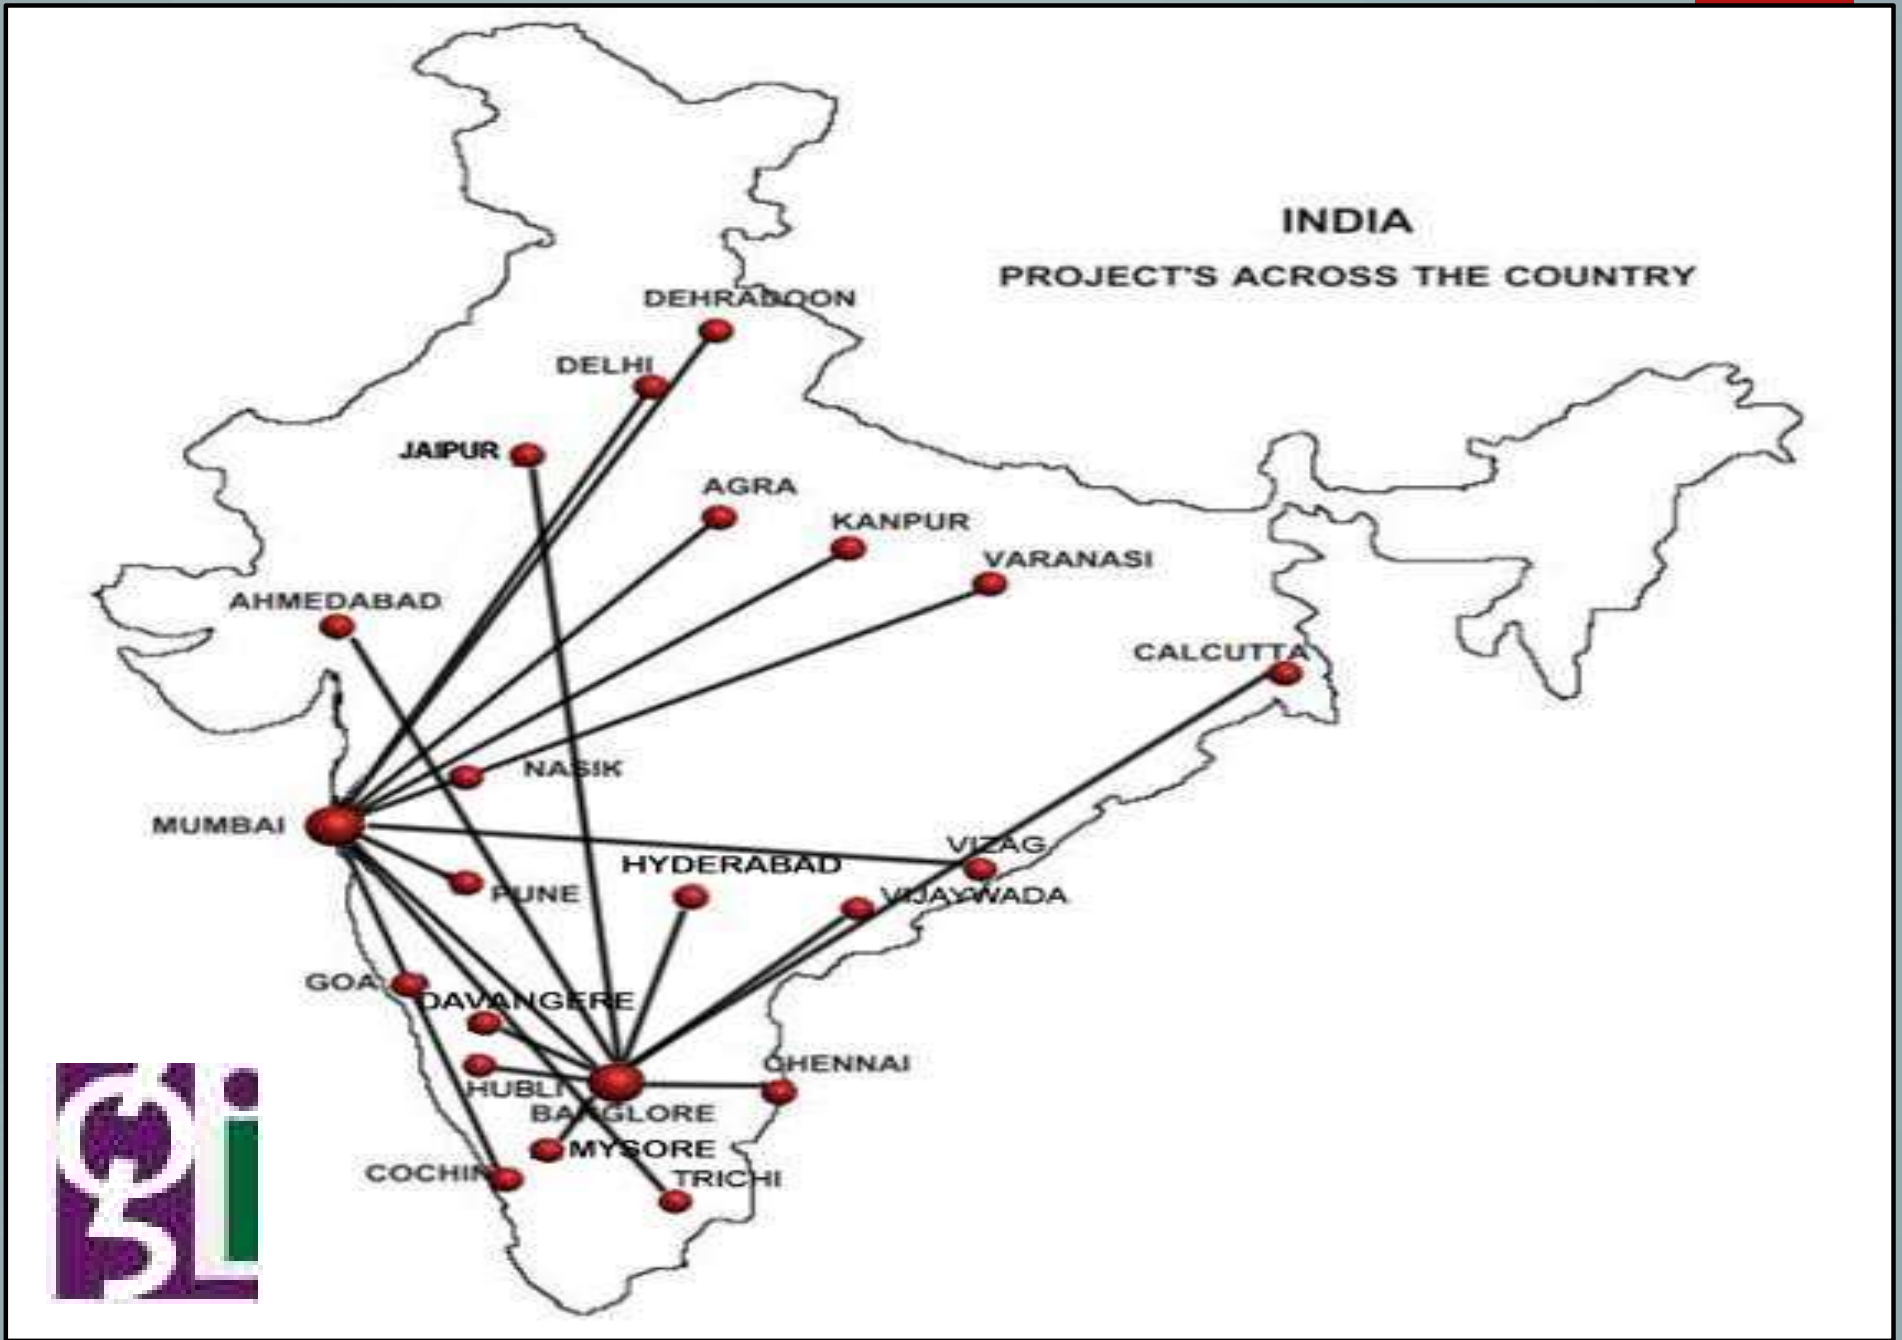 INDIA
PROJECT'S ACROSS THE COUNTRY
DEHRADOON
DELHI
JAIPUR
AGRA
KANPUR
VARANASI
AHMEDABAD
CALCUTTA
NASIK
MUMBAI
VIZAG
HYDERABAD
PUNE
VIJAYWADA
GOA
DAVANGERE
CHENNAI
HUBLI
BANGLORE
MYSORE
COCHIN
TRICHI